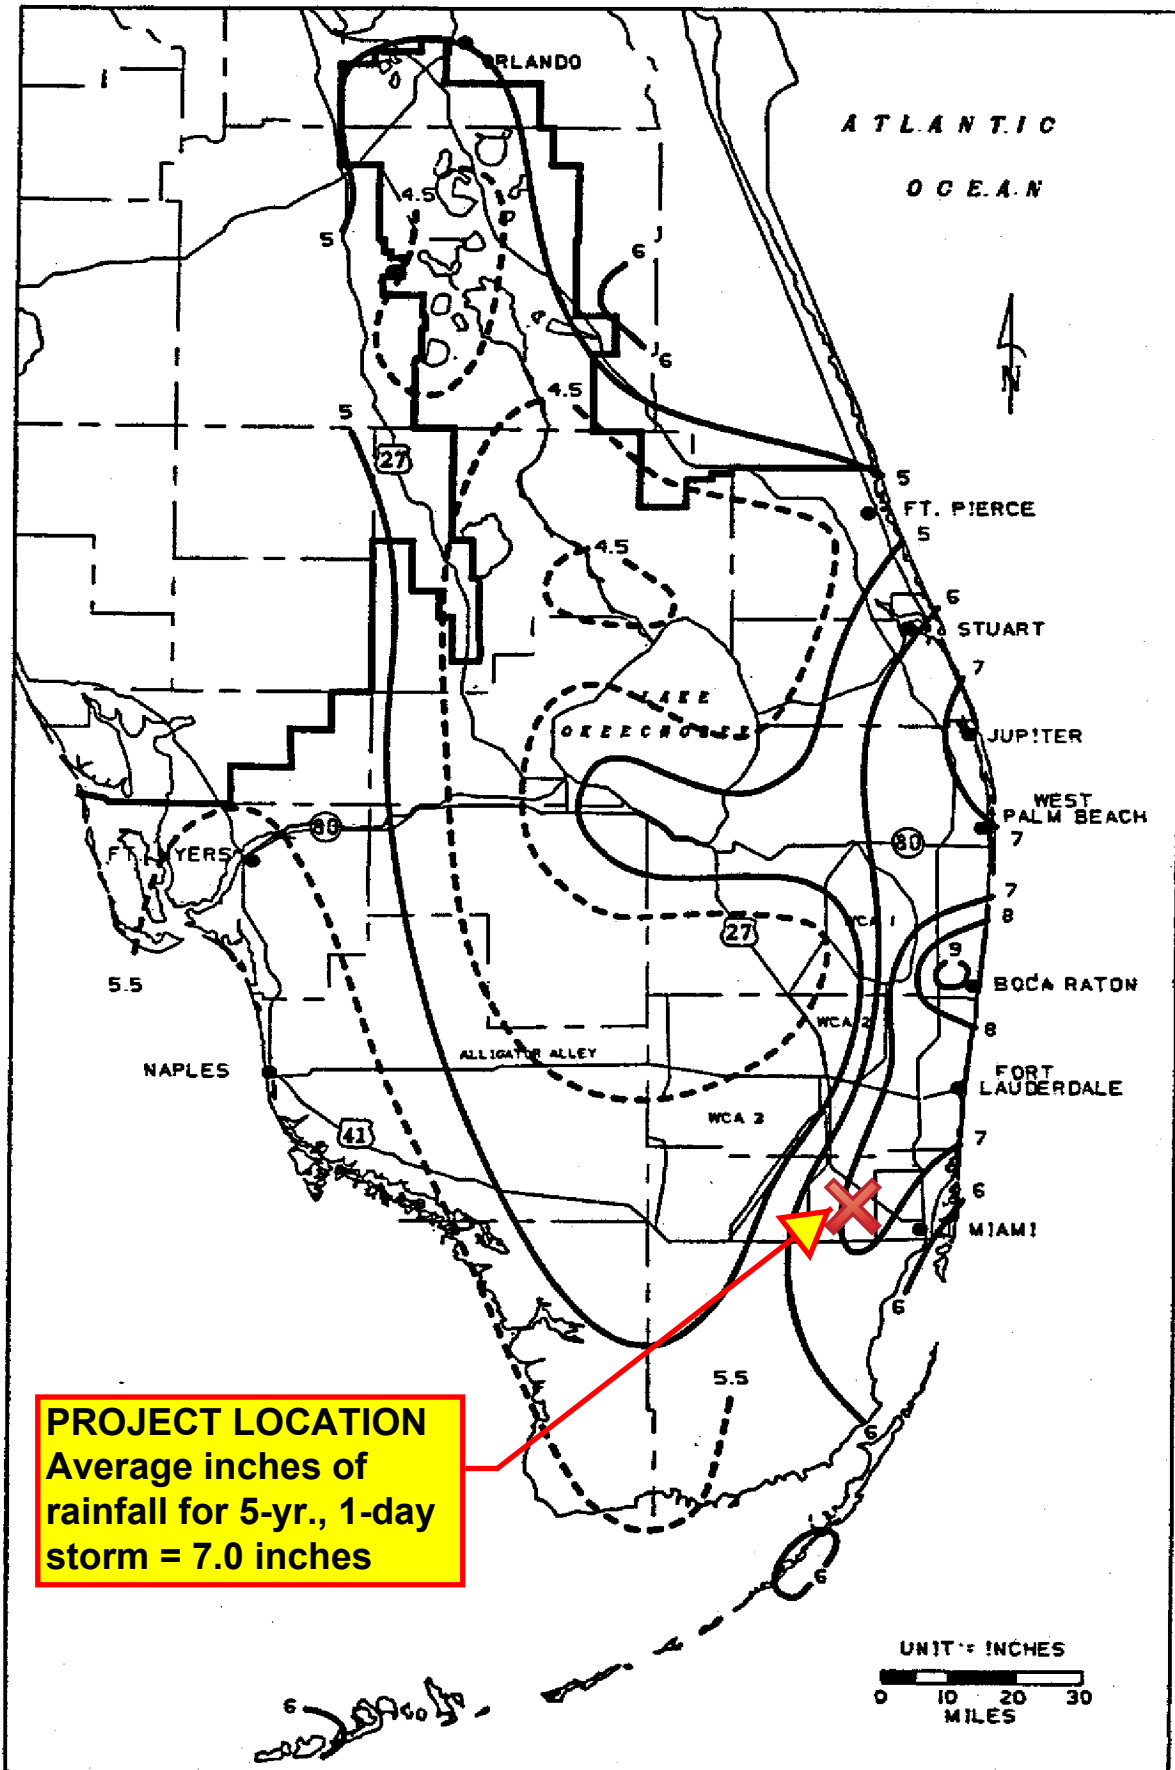 ORLANDO
ATLANTIC
OCEAN
4.5
5
6
6
N
4.5
5
27
5
FT. PIERCE
5
4.5
6
STUART
7
LAKE
OKEECHOBEE
JUPITER
WEST
PALM BEACH
7
80
80
FT. MYERS
7
WCA 1
8
27
9
5.5
BOCA RATON
WCA 2
8
ALLIGATOR ALLEY
NAPLES
FORT
LAUDERDALE
WCA 3
41
7
6
MIAMI
6
5.5
PROJECT LOCATION
Average inches of
rainfall for 5-yr., 1-day
storm = 7.0 inches
6
6
UNIT = INCHES
0 10 20 30
MILES
6